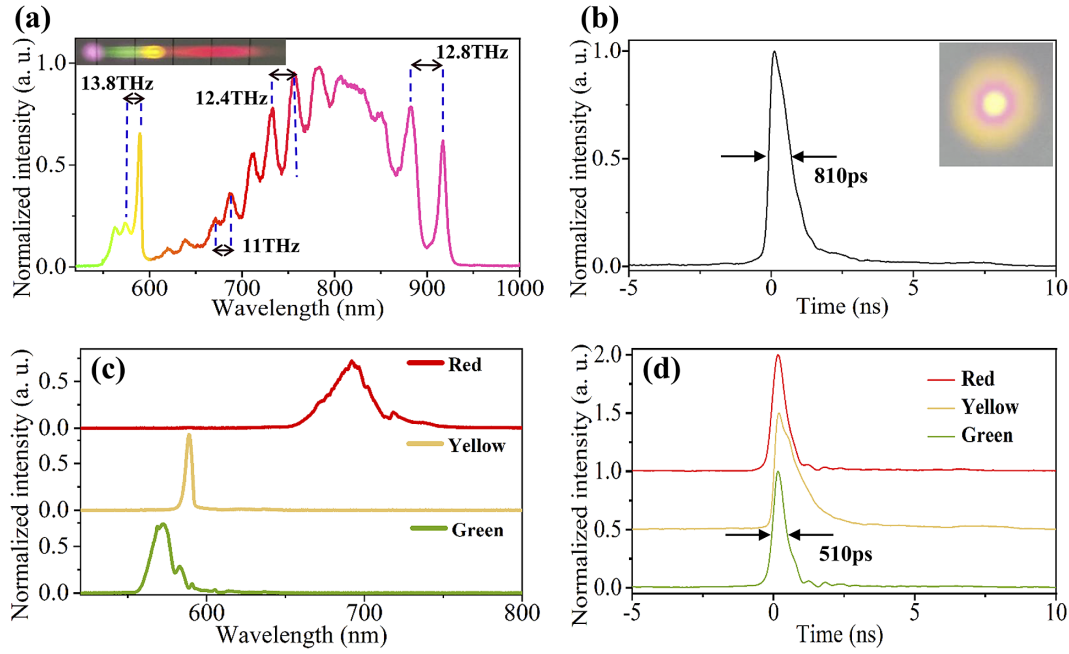 (a)
Normalized intensity (a. u.)
1.0
0.5
0.0
13.8THz
12.4THz
12.8THz
11THz
600
700
800
900
1000
Wavelength (nm)
(b)
Normalized intensity (a. u.)
1.0
0.5
0.0
810ps
-5
0
5
10
Time (ns)
(c)
Normalized intensity (a. u.)
0.5
0.0
0.5
0.0
0.5
0.0
Red
Yellow
Green
600
700
800
Wavelength (nm)
(d)
Normalized intensity (a. u.)
2.0
1.5
1.0
0.5
0.0
Red
Yellow
Green
510ps
-5
0
5
10
Time (ns)